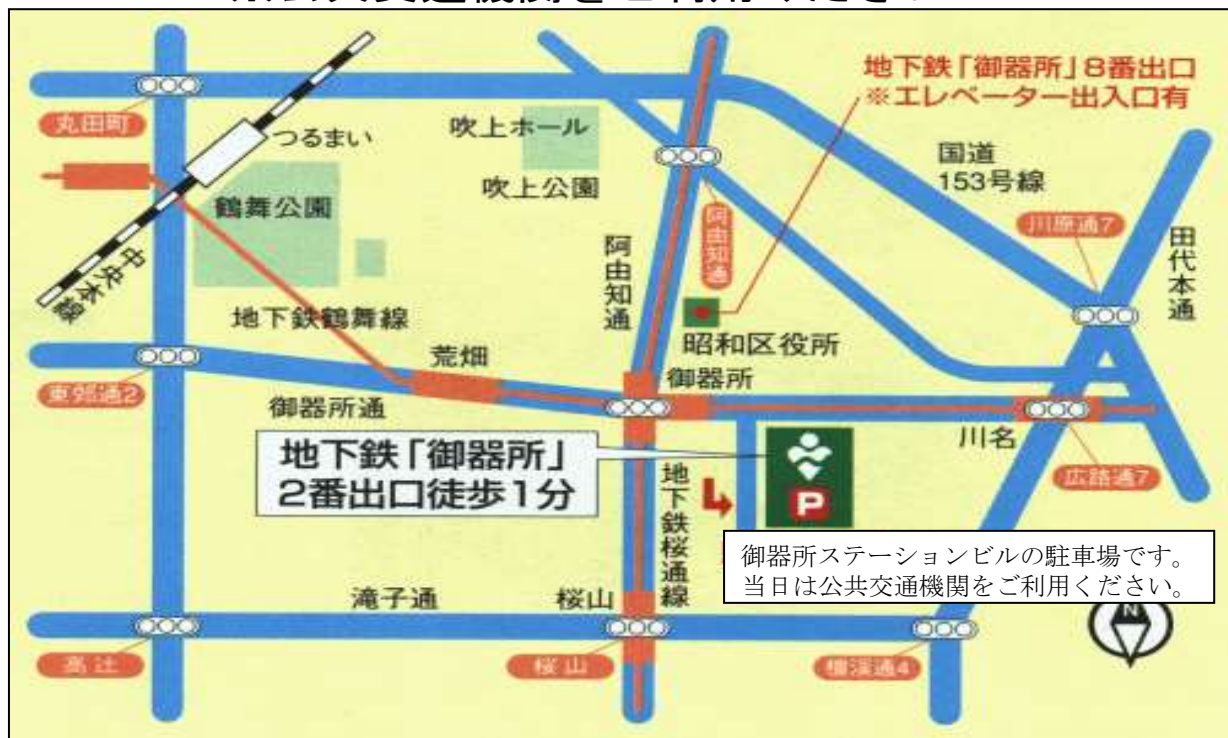 地下鉄「御器所」8番出口
※エレベーター出入口有
丸田町
つるまい
吹上ホール
吹上公園
国道
153号線
鶴舞公園
阿由知通
川原通7
田代本通
中央本線
阿由知通
地下鉄鶴舞線
昭和区役所
荒畑
御器所
東郊通2
御器所通
川名
広路通7
地下鉄「御器所」
2番出口徒歩1分
P
地下鉄桜通線
御器所ステーションビルの駐車場です。
当日は公共交通機関をご利用ください。
滝子通
桜山
高辻
桜山
檀渓通4
N